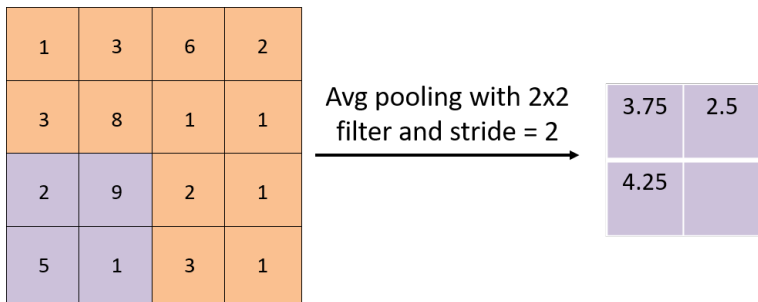 1 3 6 2
3 8 1 1
2 9 2 1
5 1 3 1
Avg pooling with 2x2
filter and stride = 2
3.75 2.5
4.25